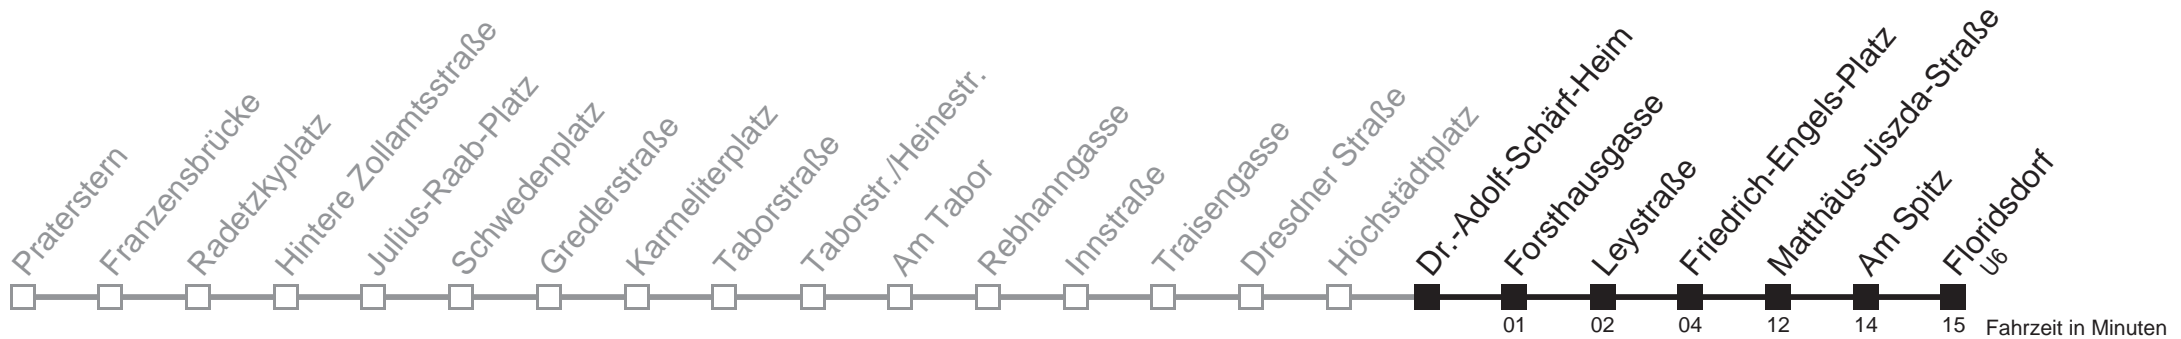 Praterstern
Franzensbrücke
Radetzkyplatz
Hintere Zollamtsstraße
Julius-Raab-Platz
Schwedenplatz
Gredlerstraße
Karmeliterplatz
Taborstraße
Taborstr./Heinestr.
Am Tabor
Rebhanngasse
Innstraße
Traisengasse
Dresdner Straße
Höchstädtplatz
Dr.-Adolf-Schärf-Heim
Forsthausgasse
Leystraße
Friedrich-Engels-Platz
Matthäus-Jiszda-Straße
Am Spitz
Floridsdorf
U6
01 02 04 12 14 15 Fahrzeit in Minuten